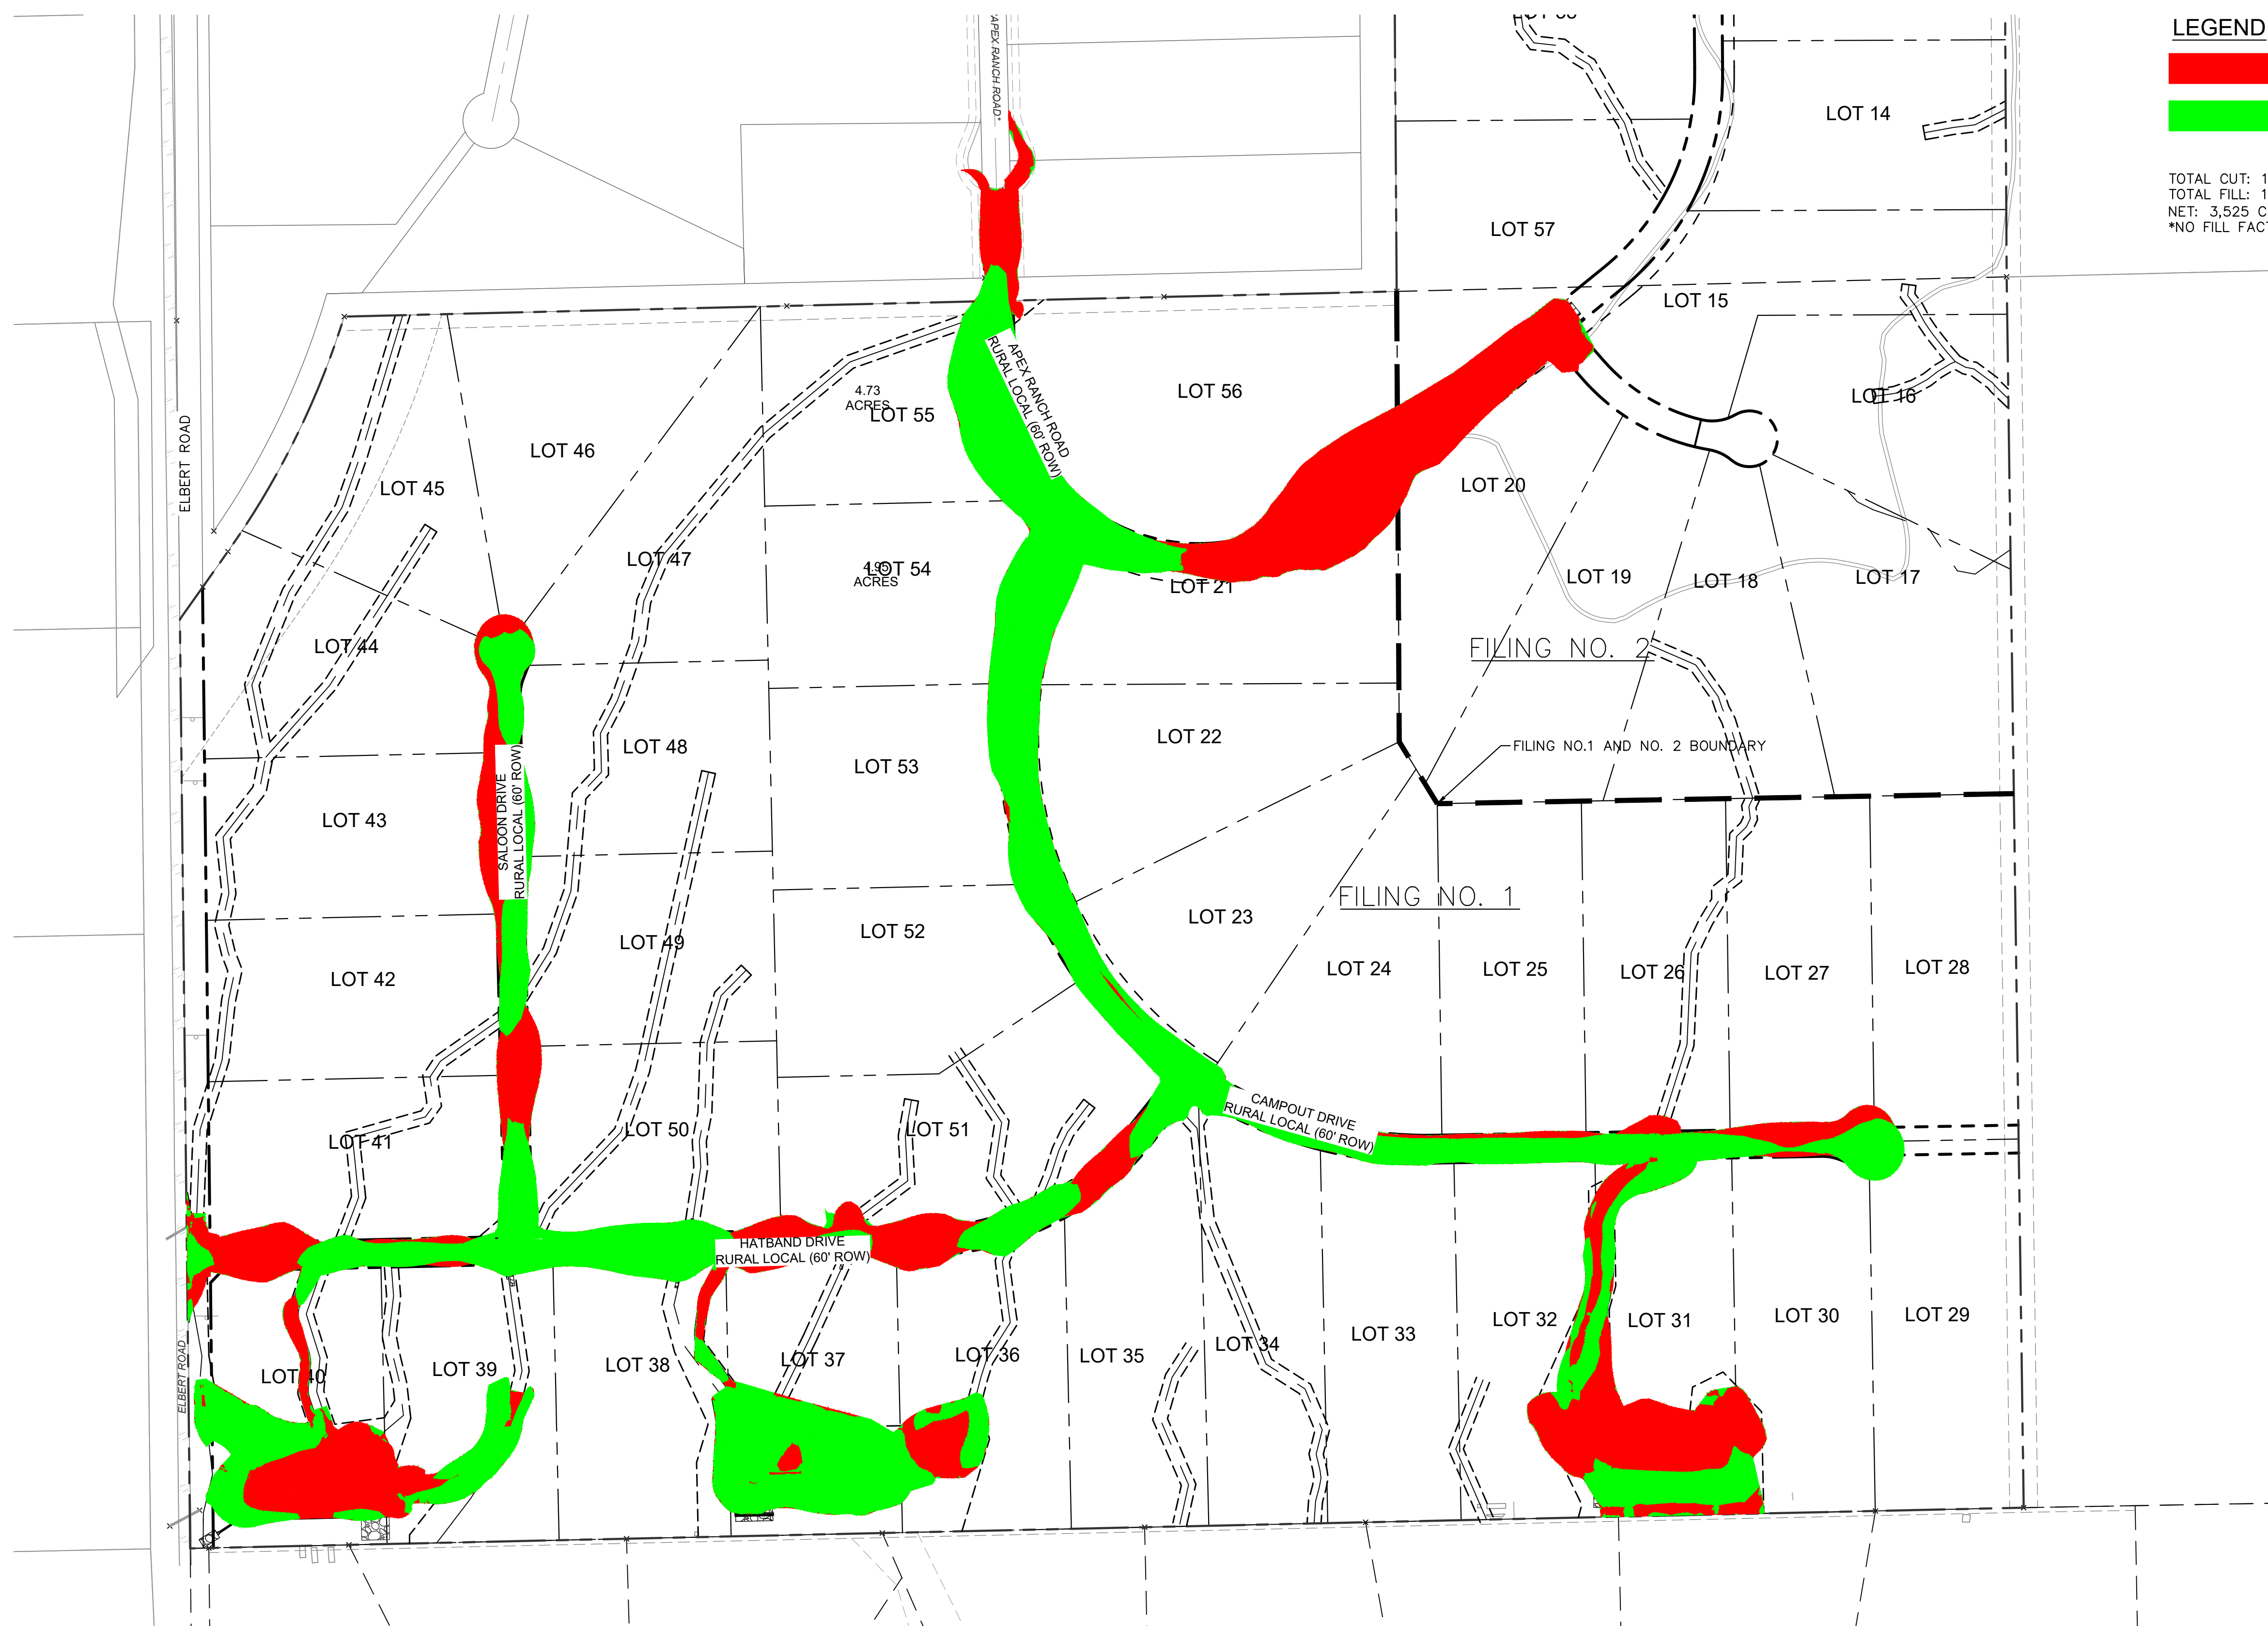 LEGEND
TOTAL CUT: 1
TOTAL FILL: 1
NET: 3,525 C
*NO FILL FACT
"APEX RANCH ROAD"
LOT 14
LOT 57
LOT 15
LOT 56
LOT 16
4.73
ACRES
LOT 55
APEX RANCH ROAD
RURAL LOCAL (60' ROW)
ELBERT ROAD
LOT 46
LOT 45
LOT 20
LOT 47
LOT 54
ACRES
LOT 21
LOT 19
LOT 18
LOT 17
LOT 44
FILING NO. 2
LOT 48
LOT 22
FILING NO.1 AND NO. 2 BOUNDARY
LOT 53
SALOON DRIVE
RURAL LOCAL (60' ROW)
LOT 43
FILING NO. 1
LOT 23
LOT 52
LOT 49
LOT 42
LOT 24
LOT 25
LOT 26
LOT 27
LOT 28
CAMPOUT DRIVE
RURAL LOCAL (60' ROW)
LOT 41
LOT 50
LOT 51
HATBAND DRIVE
RURAL LOCAL (60' ROW)
ELBERT ROAD
LOT 40
LOT 39
LOT 38
LOT 37
LOT 36
LOT 35
LOT 34
LOT 33
LOT 32
LOT 31
LOT 30
LOT 29